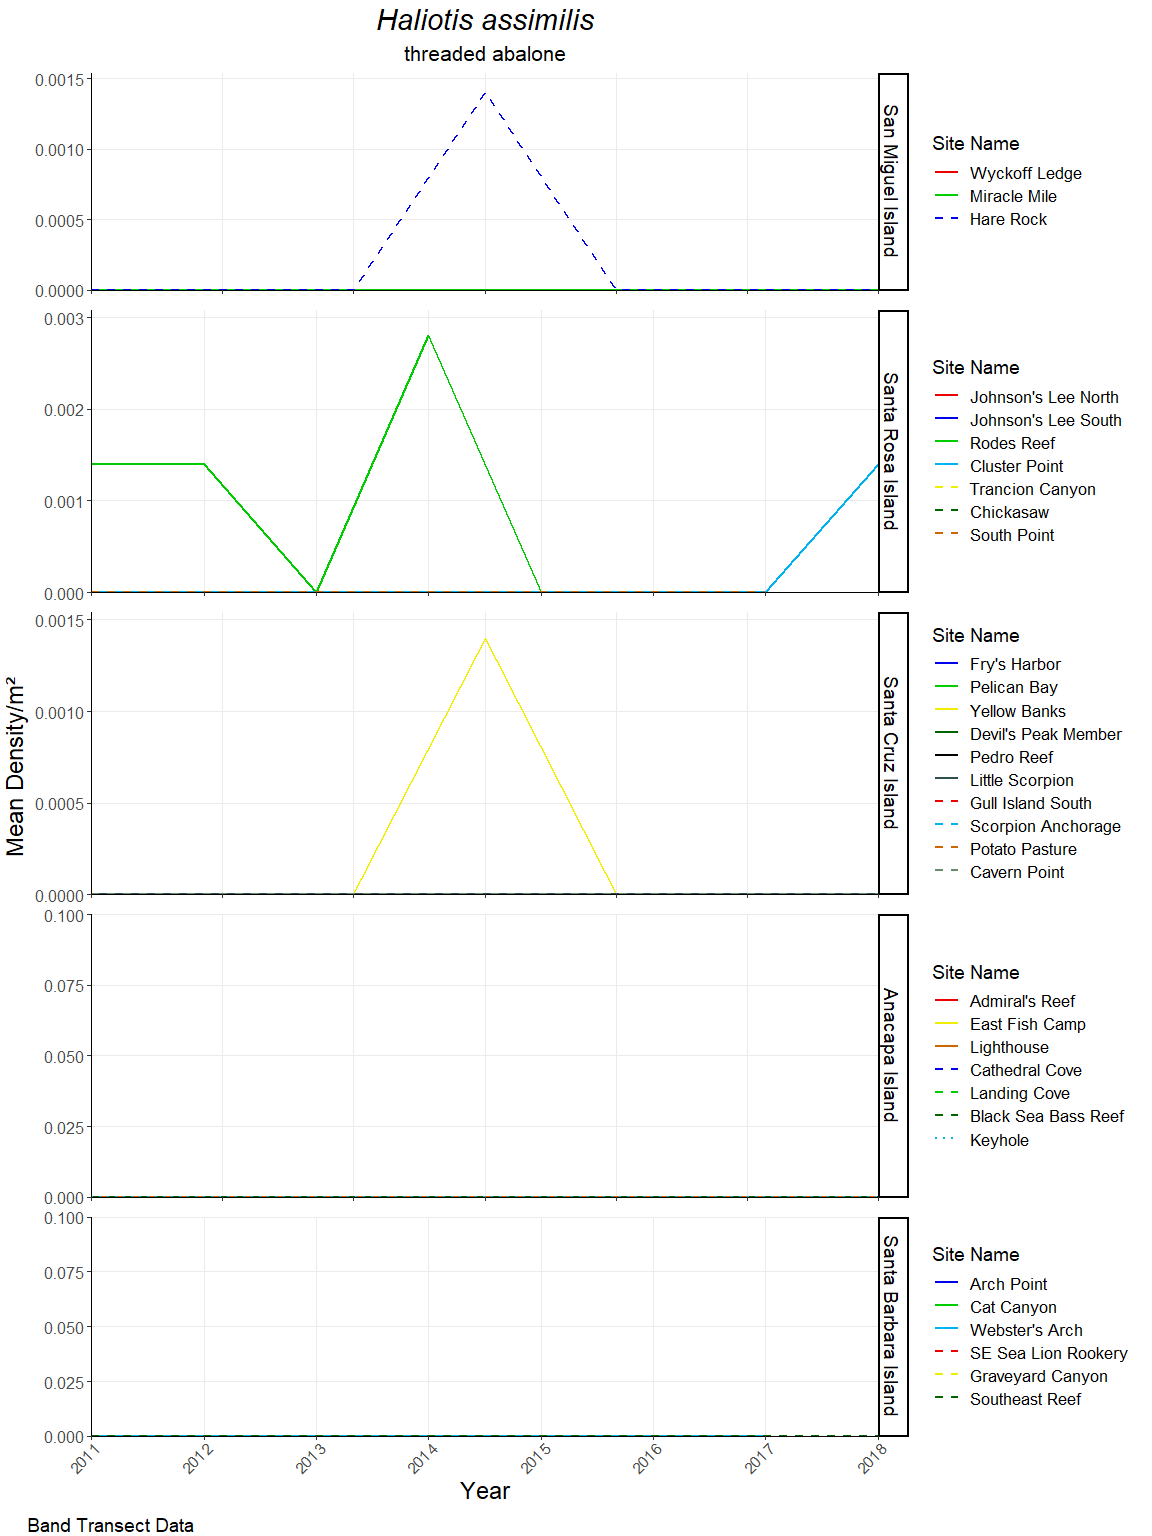 Haliotis assimilis
threaded abalone
Mean Density/m²
0.0015
0.0010
0.0005
0.0000
San Miguel Island
Site Name
Wyckoff Ledge
Miracle Mile
Hare Rock
0.003
0.002
0.001
0.000
Santa Rosa Island
Site Name
Johnson's Lee North
Johnson's Lee South
Rodes Reef
Cluster Point
Trancion Canyon
Chickasaw
South Point
0.0015
0.0010
0.0005
0.0000
Santa Cruz Island
Site Name
Fry's Harbor
Pelican Bay
Yellow Banks
Devil's Peak Member
Pedro Reef
Little Scorpion
Gull Island South
Scorpion Anchorage
Potato Pasture
Cavern Point
0.100
0.075
0.050
0.025
0.000
Anacapa Island
Site Name
Admiral's Reef
East Fish Camp
Lighthouse
Cathedral Cove
Landing Cove
Black Sea Bass Reef
Keyhole
0.100
0.075
0.050
0.025
0.000
Santa Barbara Island
Site Name
Arch Point
Cat Canyon
Webster's Arch
SE Sea Lion Rookery
Graveyard Canyon
Southeast Reef
2011 2012 2013 2014 2015 2016 2017 2018
Year
Band Transect Data